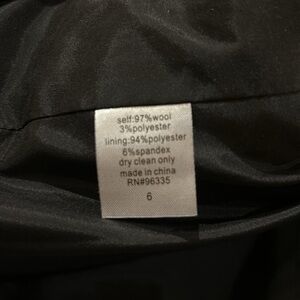 self:97%wool
3%polyester
lining:94%polyester
6%spandex
dry clean only
made in china
RN#96335
6